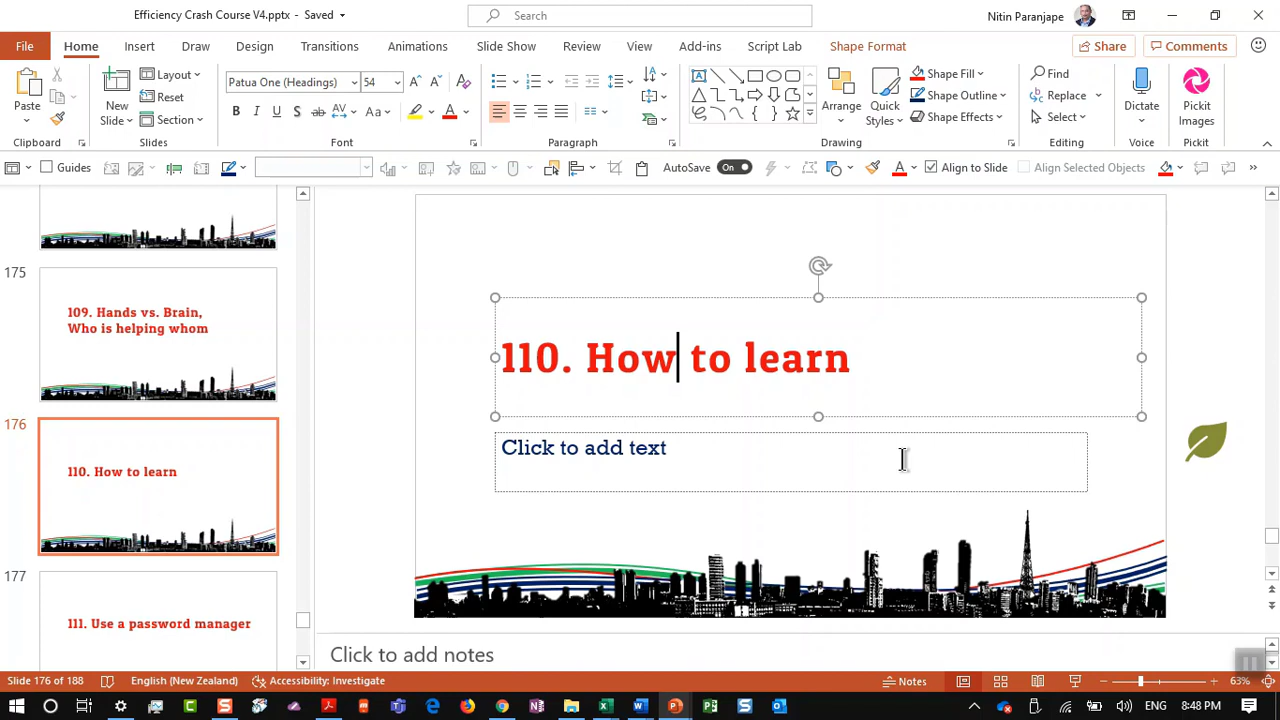 Efficiency Crash Course V4.pptx - Saved
Search
Nitin Paranjape
File Home Insert Draw Design Transitions Animations Slide Show Review View Add-ins Script Lab Shape Format Share Comments
Paste
Clipboard
New Slide
Layout
Reset
Section
Slides
Patua One (Headings) 54
B I U S ab AV Aa A
Font
Paragraph
Arrange
Quick Styles
Shape Fill
Shape Outline
Shape Effects
Drawing
Find
Replace
Select
Editing
Dictate
Voice
Pickit Images
Pickit
Guides
AutoSave On
Align to Slide
Align Selected Objects
175
109. Hands vs. Brain,
Who is helping whom
176
110. How to learn
177
111. Use a password manager
110. How to learn
Click to add text
Click to add notes
Slide 176 of 188 English (New Zealand) Accessibility: Investigate Notes 63%
ENG 8:48 PM